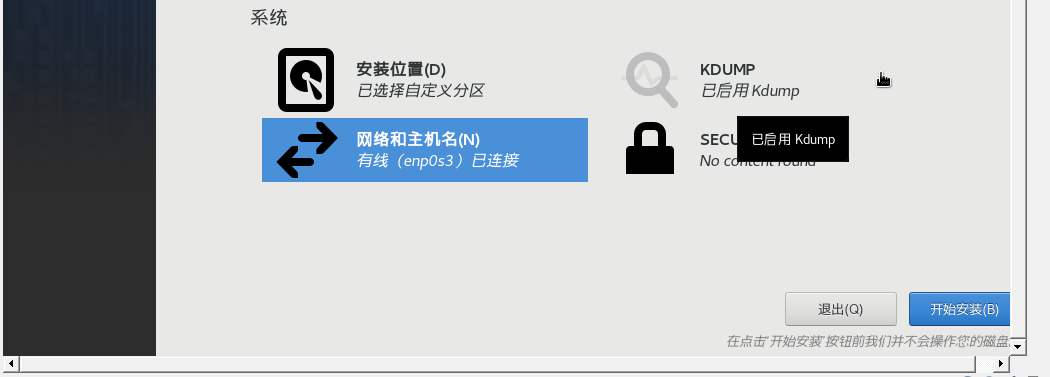 系统
安装位置(D)
已选择自定义分区
KDUMP
已启用 Kdump
网络和主机名(N)
有线（enp0s3）已连接
SECU
No content found
已启用 Kdump
退出(Q)
开始安装(B)
在点击'开始安装'按钮前我们并不会操作您的磁盘